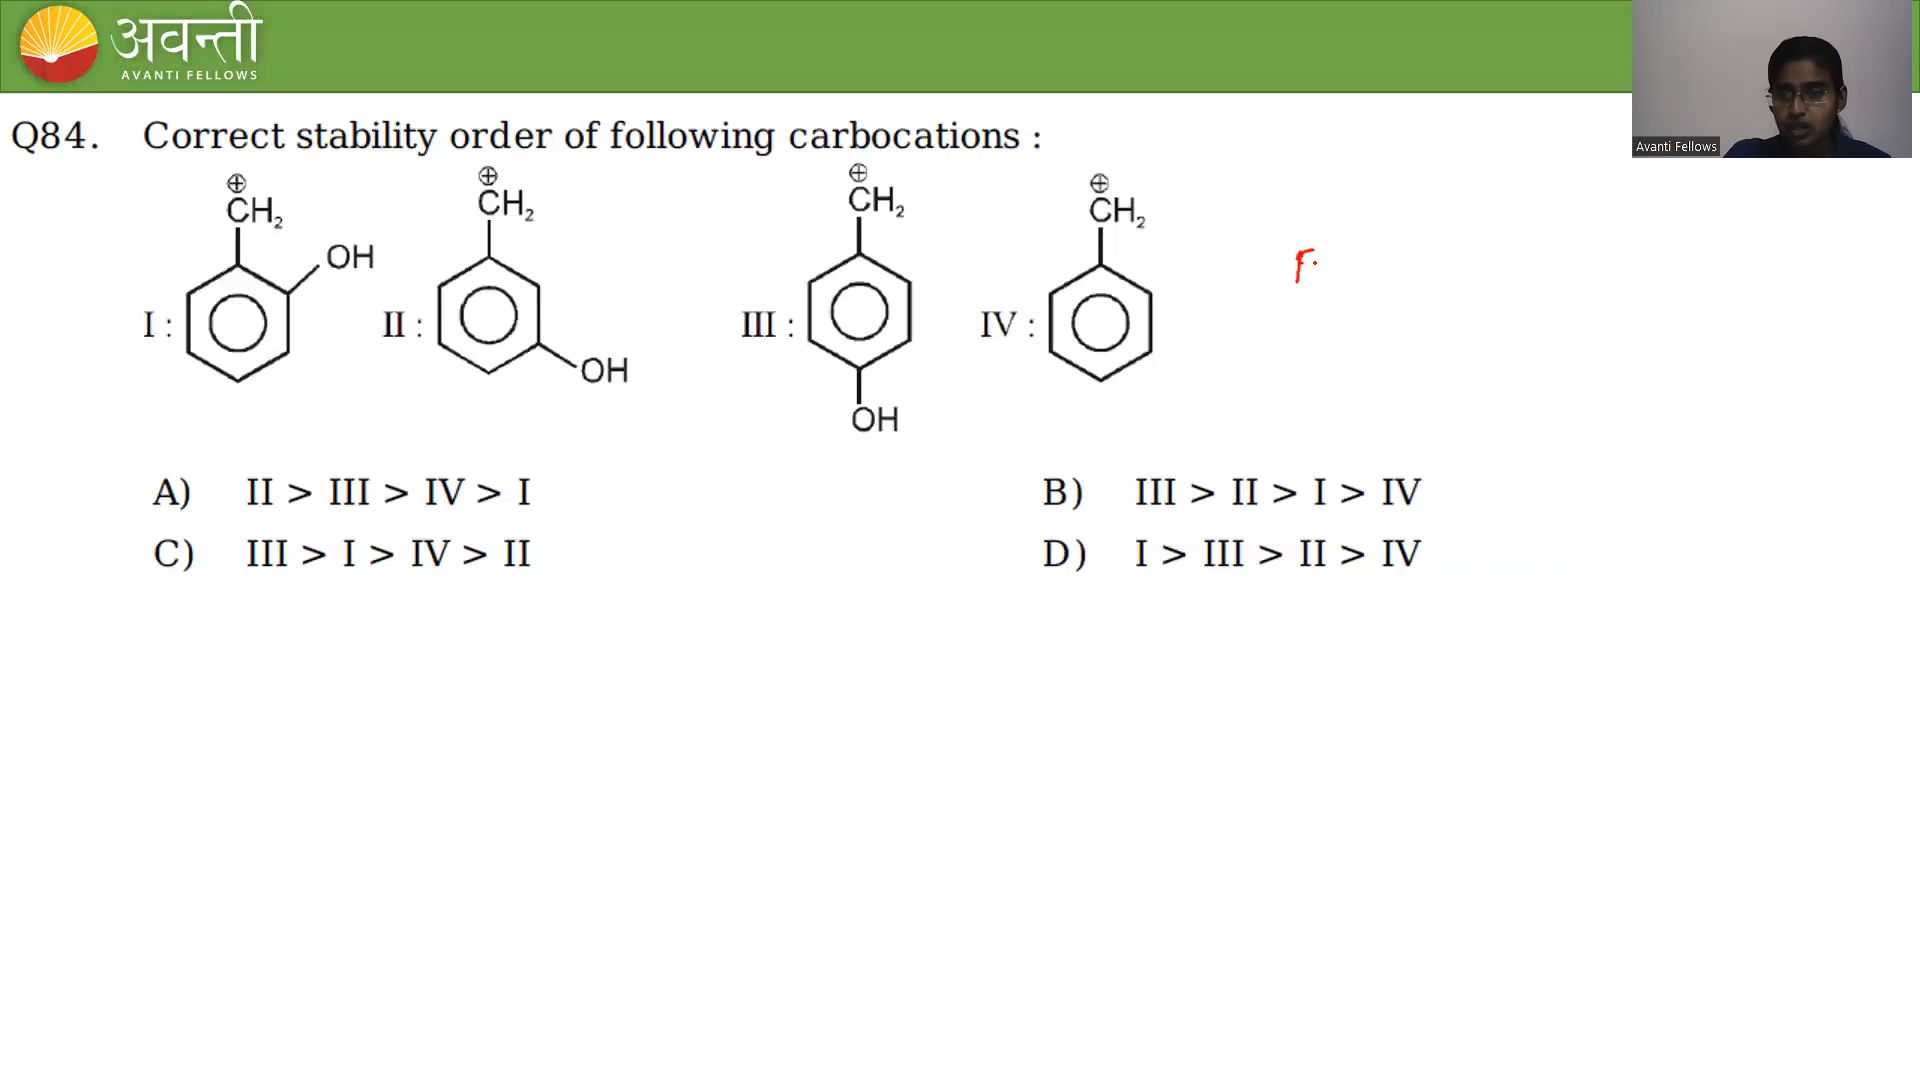 अवन्ती
AVANTI FELLOWS
Avanti Fellows
Q84. Correct stability order of following carbocations :
⊕ ⊕ ⊕ ⊕
CH₂ CH₂ CH₂ CH₂
OH
I : II : III : IV :
OH
OH
A) II > III > IV > I B) III > II > I > IV
C) III > I > IV > II D) I > III > II > IV